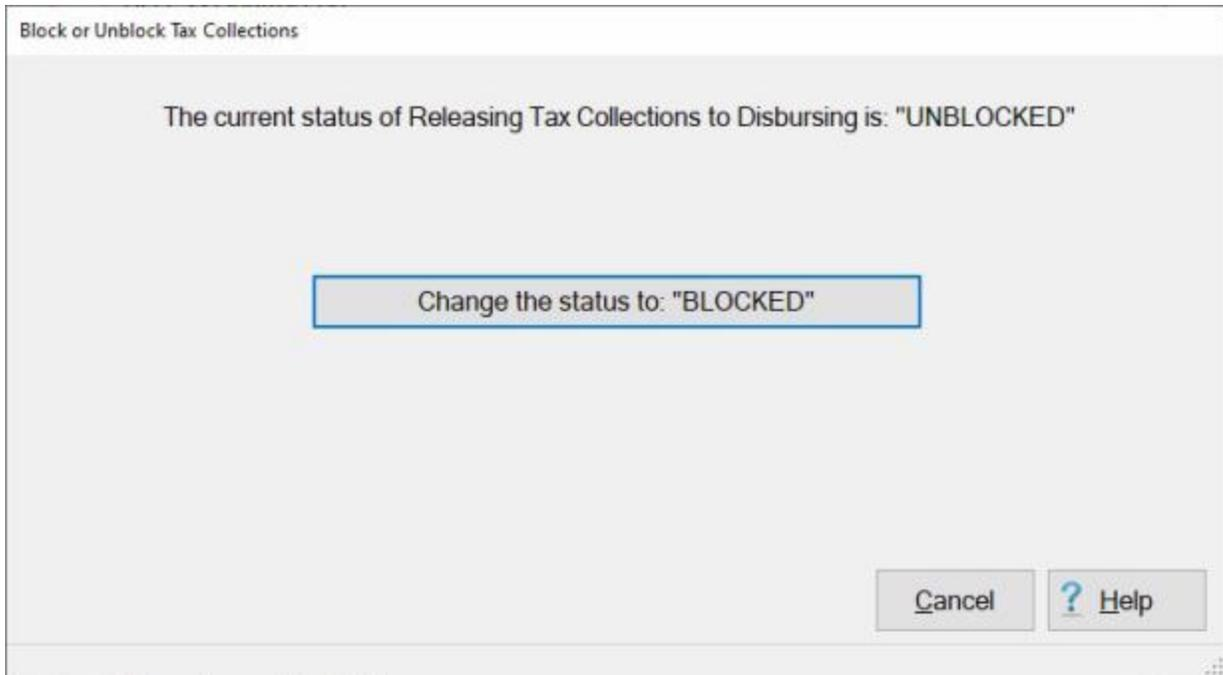 Block or Unblock Tax Collections
The current status of Releasing Tax Collections to Disbursing is: "UNBLOCKED"
Change the status to: "BLOCKED"
Cancel
? Help